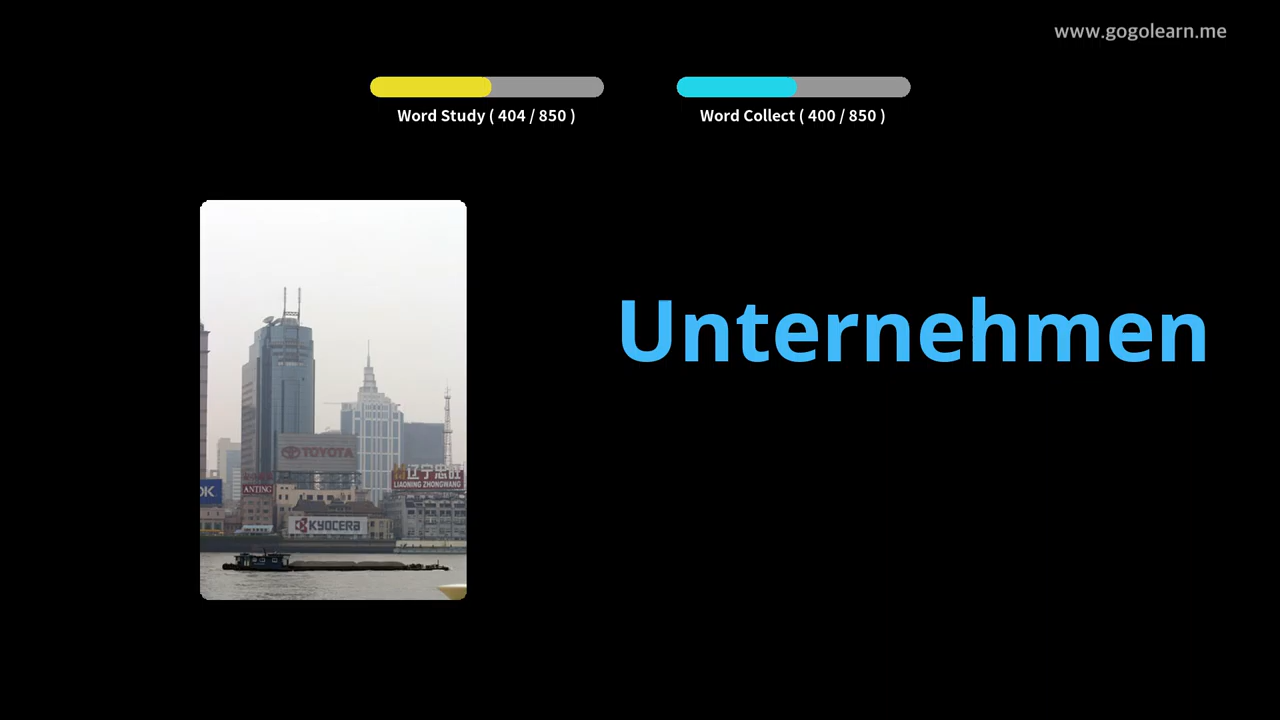 www.gogolearn.me
Word Study ( 404 / 850 )
Word Collect ( 400 / 850 )
Unternehmen
TOYOTA
辽宁忠旺
LIAONING ZHONGWANG
OK
ANTING
KYOCERA